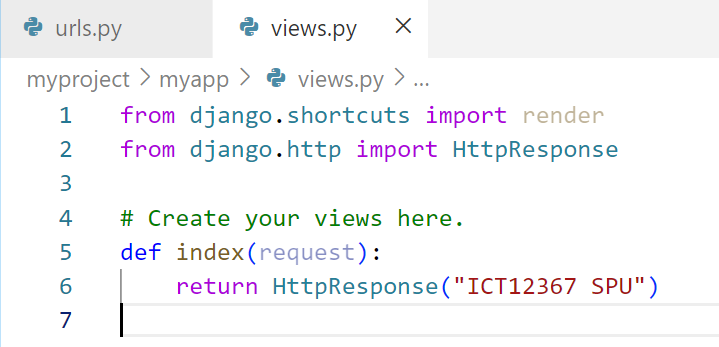 urls.py views.py ×
myproject > myapp > views.py > ...
1 from django.shortcuts import render
2 from django.http import HttpResponse
3
4 # Create your views here.
5 def index(request):
6     return HttpResponse("ICT12367 SPU")
7